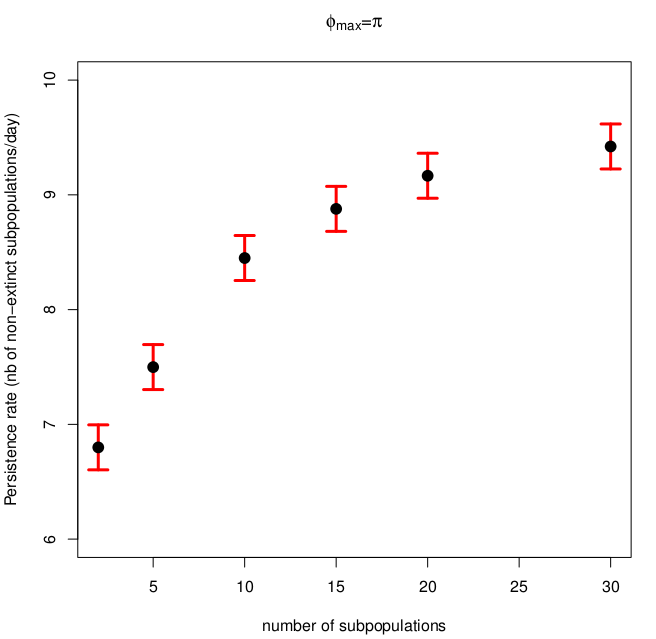 ϕmax=π
Persistence rate (nb of non−extinct subpopulations/day)
10
9
8
7
6
5 10 15 20 25 30
number of subpopulations